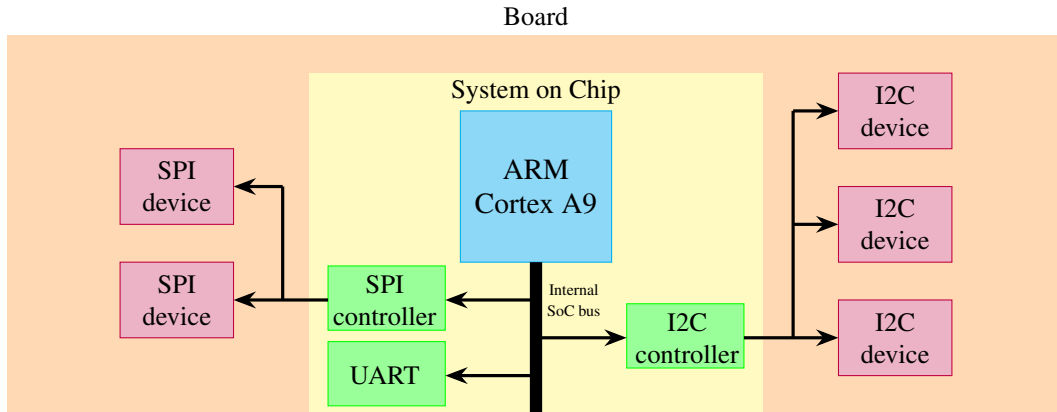 Board
System on Chip
ARM
Cortex A9
SPI
device
SPI
device
SPI
controller
UART
Internal
SoC bus
I2C
controller
I2C
device
I2C
device
I2C
device